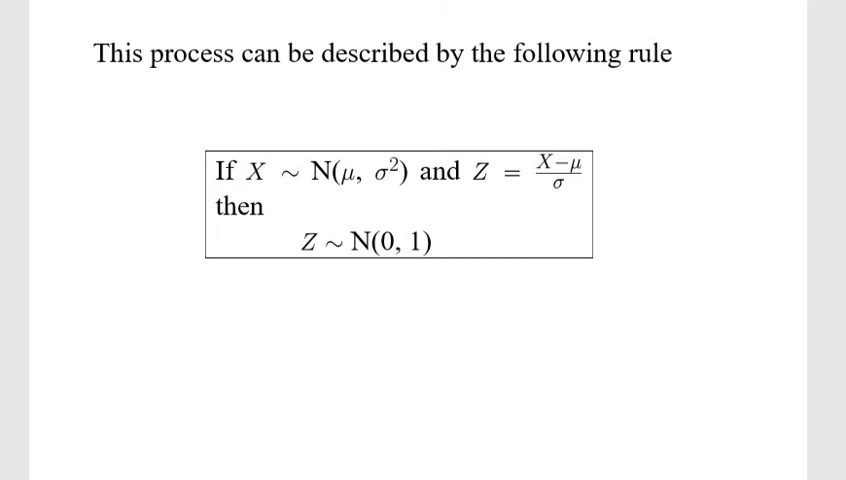 This process can be described by the following rule
If X ~ N(μ, σ²) and Z = (X−μ)/σ
then
Z ~ N(0, 1)